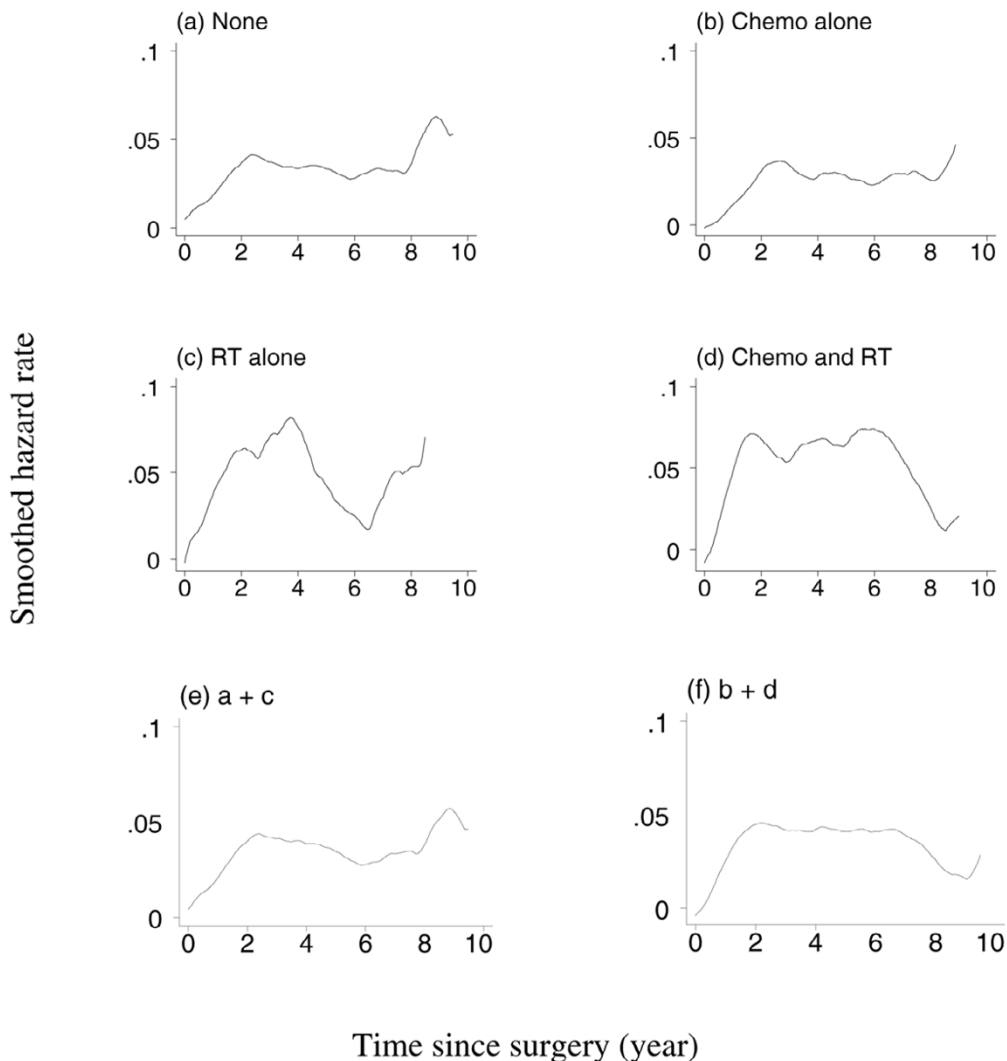 (a) None
.1
.05
0
0 2 4 6 8 10
(b) Chemo alone
.1
.05
0
0 2 4 6 8 10
(c) RT alone
.1
.05
0
0 2 4 6 8 10
(d) Chemo and RT
.1
.05
0
0 2 4 6 8 10
(e) a + c
.1
.05
0
0 2 4 6 8 10
(f) b + d
.1
.05
0
0 2 4 6 8 10
Smoothed hazard rate
Time since surgery (year)